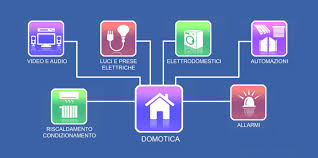 VIDEO E AUDIO
LUCI E PRESE
ELETTRICHE
ELETTRODOMESTICI
AUTOMAZIONI
RISCALDAMENTO
CONDIZIONAMENTO
DOMOTICA
ALLARMI